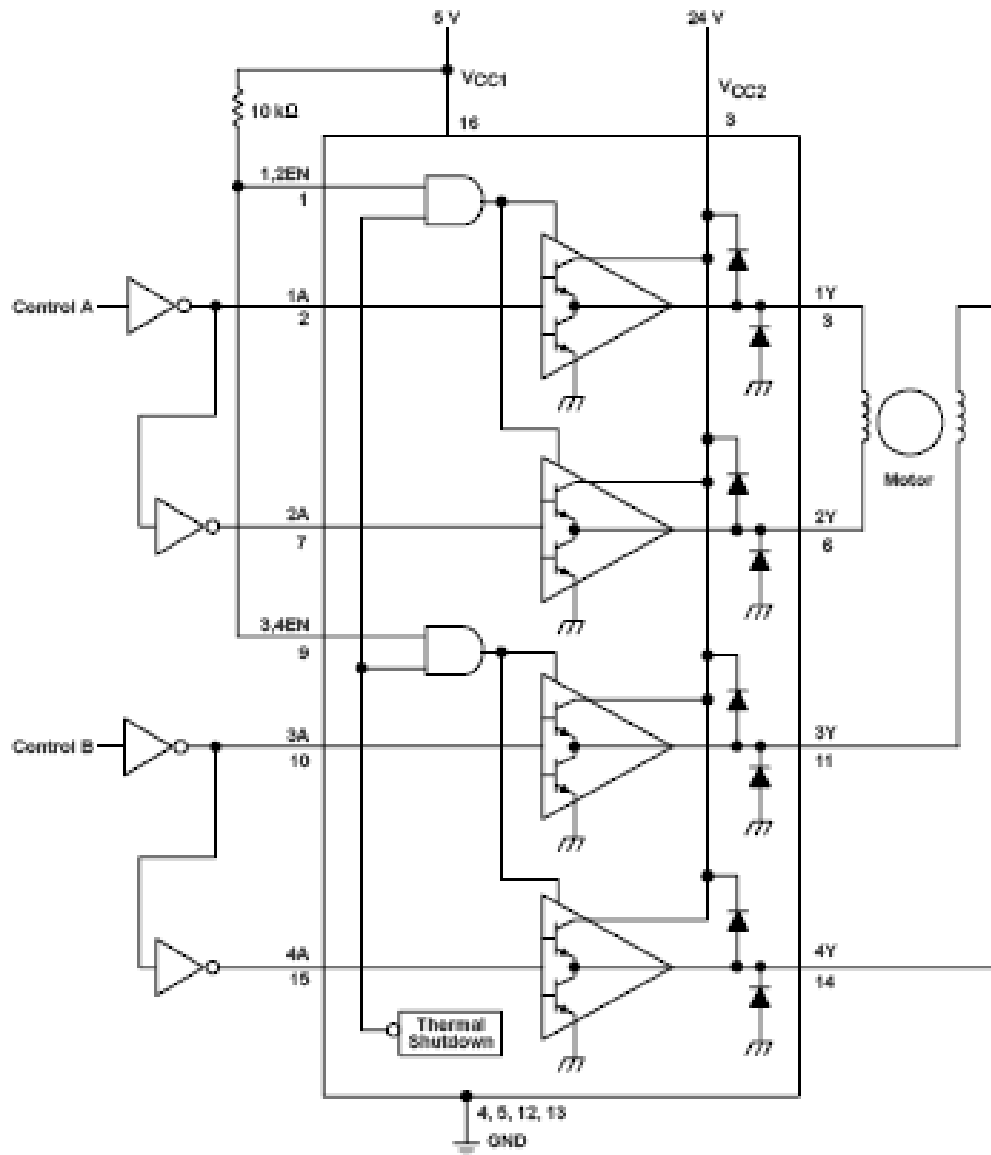 5 V
24 V
VCC1
VCC2
10 kΩ
16
3
1,2EN
1
Control A
1A
2
1Y
3
2A
7
2Y
6
Motor
3,4EN
9
Control B
3A
10
3Y
11
4A
15
4Y
14
Thermal
Shutdown
4, 5, 12, 13
GND